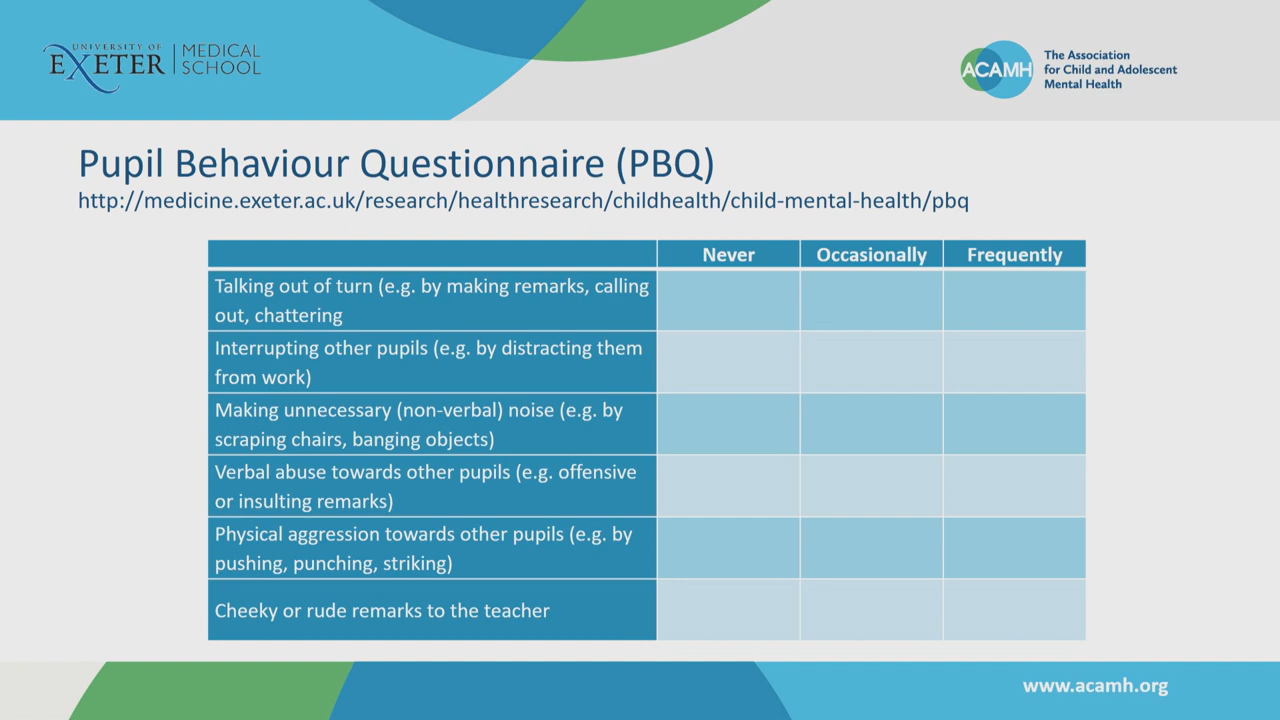 UNIVERSITY OF
EXETER
MEDICAL
SCHOOL
ACAMH
The Association
for Child and Adolescent
Mental Health
Pupil Behaviour Questionnaire (PBQ)
http://medicine.exeter.ac.uk/research/healthresearch/childhealth/child-mental-health/pbq
Never Occasionally Frequently
Talking out of turn (e.g. by making remarks, calling
out, chattering
Interrupting other pupils (e.g. by distracting them
from work)
Making unnecessary (non-verbal) noise (e.g. by
scraping chairs, banging objects)
Verbal abuse towards other pupils (e.g. offensive
or insulting remarks)
Physical aggression towards other pupils (e.g. by
pushing, punching, striking)
Cheeky or rude remarks to the teacher
www.acamh.org